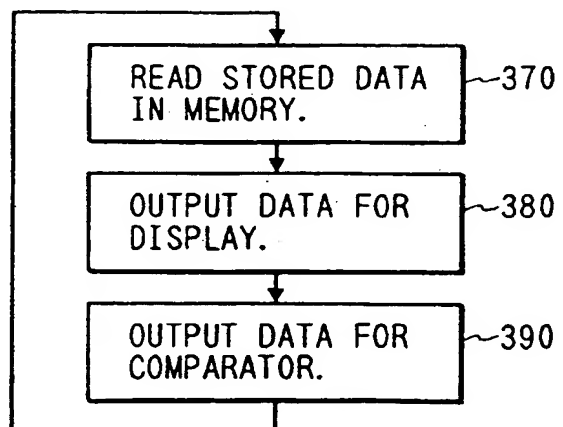 READ STORED DATA
IN MEMORY.
370
OUTPUT DATA FOR
DISPLAY.
380
OUTPUT DATA FOR
COMPARATOR.
390